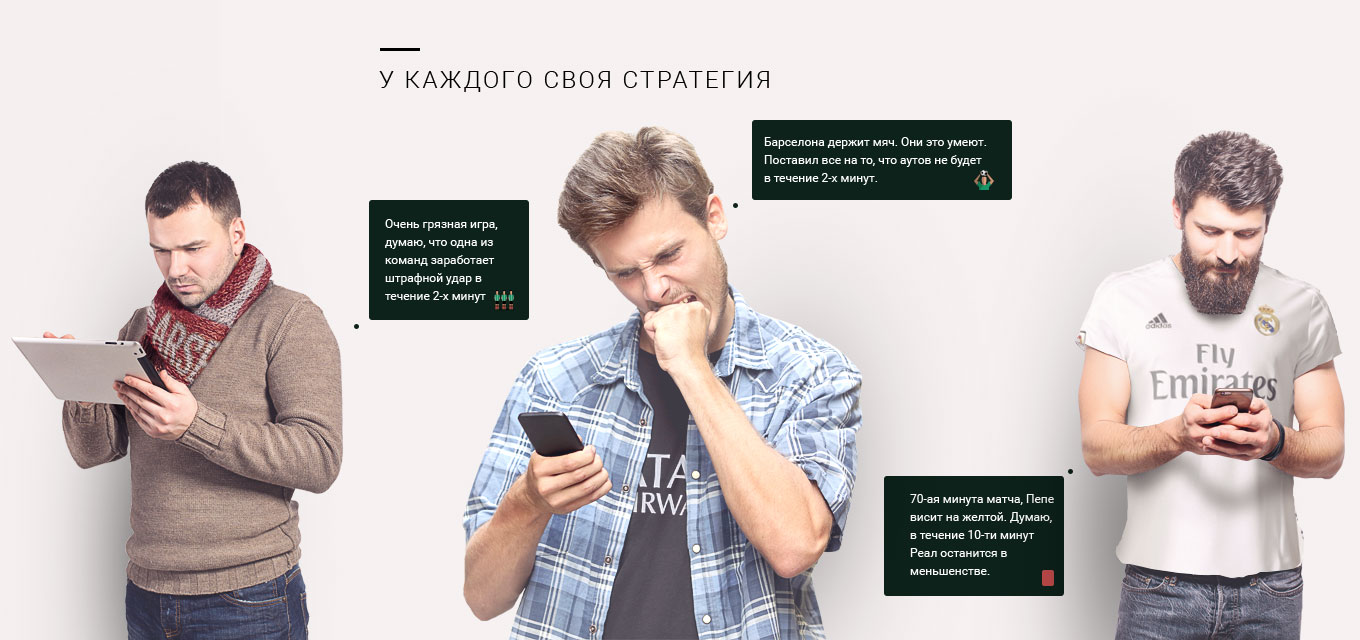 У КАЖДОГО СВОЯ СТРАТЕГИЯ
Барселона держит мяч. Они это умеют.
Поставил все на то, что аутов не будет
в течение 2-х минут.
Очень грязная игра,
думаю, что одна из
команд заработает
штрафной удар в
течение 2-х минут
adidas
Fly
Emirates
70-ая минута матча, Пепе
висит на желтой. Думаю,
в течение 10-ти минут
Реал останится в
меньшенстве.